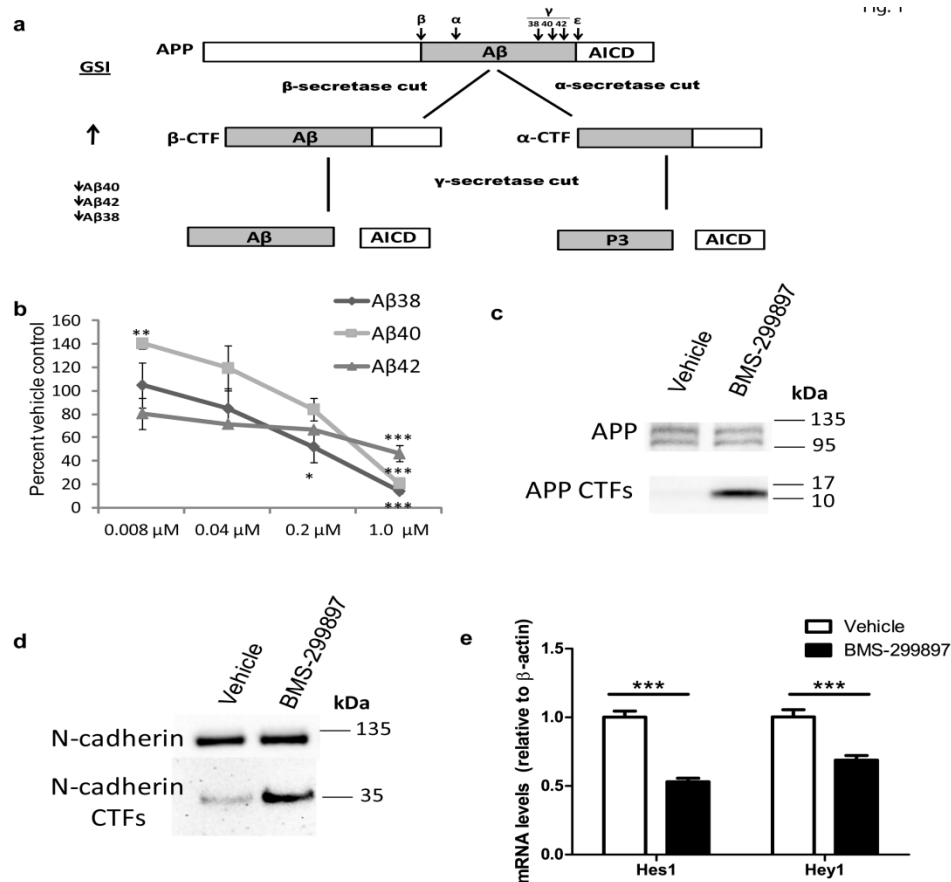 Fig. 1
a
β α γ ε
38 40 42
APP Aβ AICD
GSI
β-secretase cut α-secretase cut
β-CTF Aβ α-CTF
↓Aβ40
↓Aβ42
↓Aβ38
γ-secretase cut
Aβ AICD P3 AICD
b
Aβ38
Aβ40
Aβ42
Percent vehicle control
160
140
120
100
80
60
40
20
0
**
*
***
***
***
0.008 μM 0.04 μM 0.2 μM 1.0 μM
c
Vehicle BMS-299897
kDa
APP 135
95
APP CTFs 17
10
d
Vehicle BMS-299897
kDa
N-cadherin 135
N-cadherin
CTFs 35
e
Vehicle
BMS-299897
mRNA levels (relative to β-actin)
1.5
1.0
0.5
0.0
*** ***
Hes1 Hey1